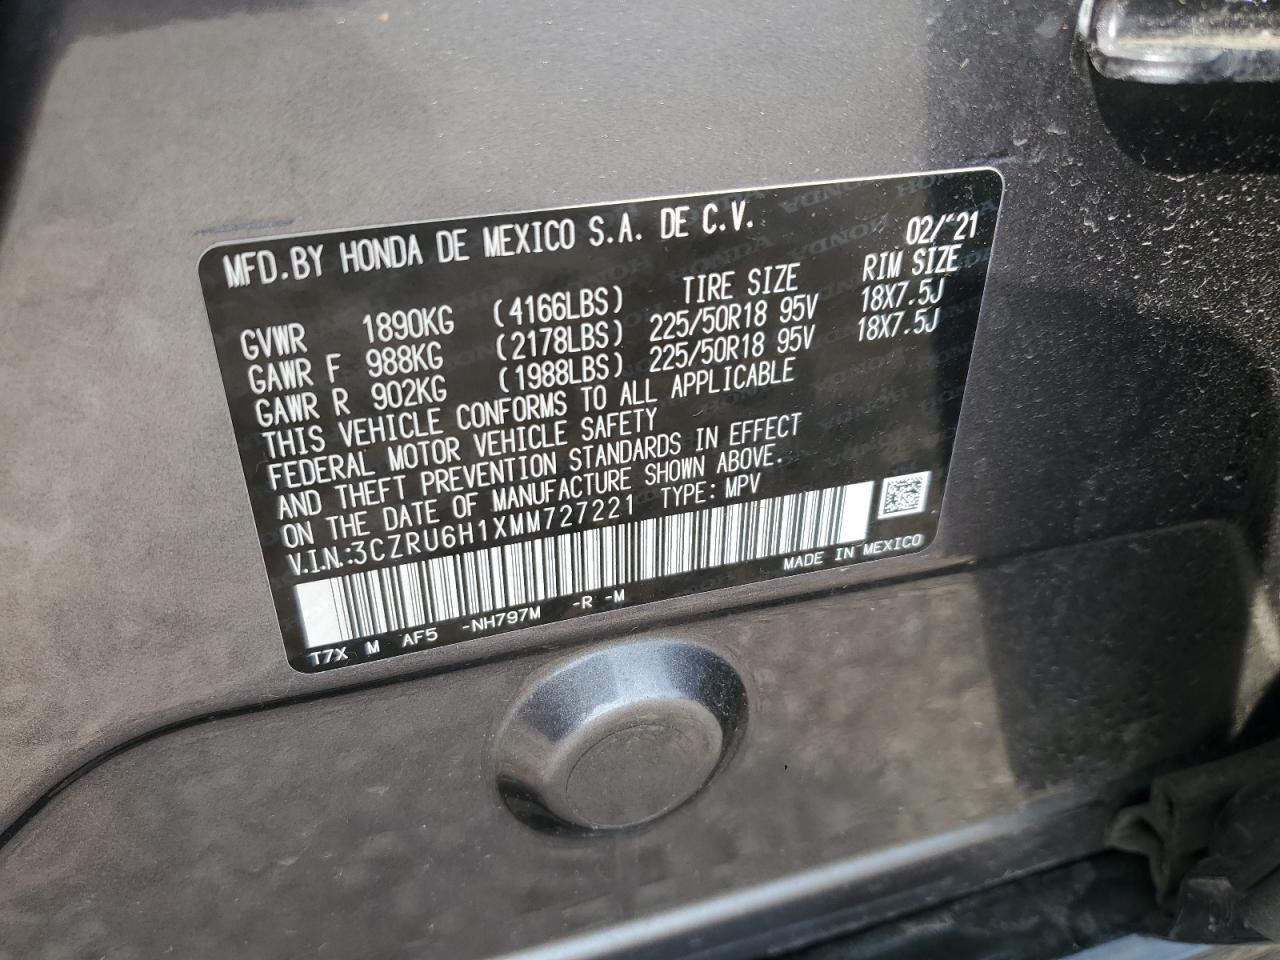 MFD.BY HONDA DE MEXICO S.A. DE C.V. 02/'21
TIRE SIZE RIM SIZE
GVWR 1890KG (4166LBS)
GAWR F 988KG (2178LBS) 225/50R18 95V 18X7.5J
GAWR R 902KG (1988LBS) 225/50R18 95V 18X7.5J
THIS VEHICLE CONFORMS TO ALL APPLICABLE
FEDERAL MOTOR VEHICLE SAFETY
AND THEFT PREVENTION STANDARDS IN EFFECT
ON THE DATE OF MANUFACTURE SHOWN ABOVE.
V.I.N.:3CZRU6H1XMM727221 TYPE: MPV
MADE IN MEXICO
T7X M AF5 -NH797M -R -M